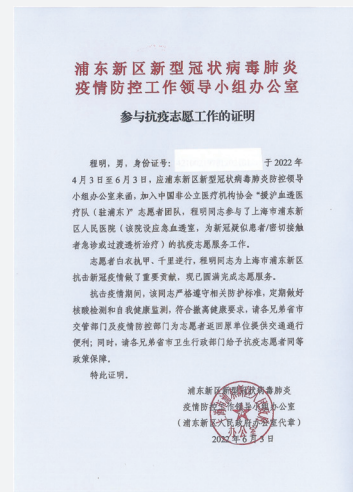 浦东新区新型冠状病毒肺炎
疫情防控工作领导小组办公室
参与抗疫志愿工作的证明
程明，男，身份证号： 于 2022 年
4 月 3 日至 6 月 3 日，应浦东新区新型冠状病毒肺炎防控领导
小组办公室来函，加入中国非公立医疗机构协会“援沪血透医
疗队（驻浦东）”志愿者团队，程明同志参与了上海市浦东新
区人民医院（该院设应急血透室，为新冠疑似患者/密切接触
者急诊或过渡透析治疗）的抗疫志愿服务工作。
志愿者白衣执甲、千里逆行，程明同志为上海市浦东新区
抗击新冠疫情做了重要贡献，现已圆满完成志愿服务。
抗击疫情期间，该同志严格遵守相关防护标准，定期做好
核酸检测和自我健康监测，符合撤离健康要求，请各兄弟省市
交管部门及疫情防控部门为志愿者返回原单位提供交通通行
便利；同时，请各兄弟省市卫生行政部门给予抗疫志愿者同等
政策保障。
特此证明。
浦东新区新型冠状病毒肺炎
疫情防控工作领导小组办公室
（浦东新区人民政府办公室代章）
2022 年 6 月 3 日
办公室